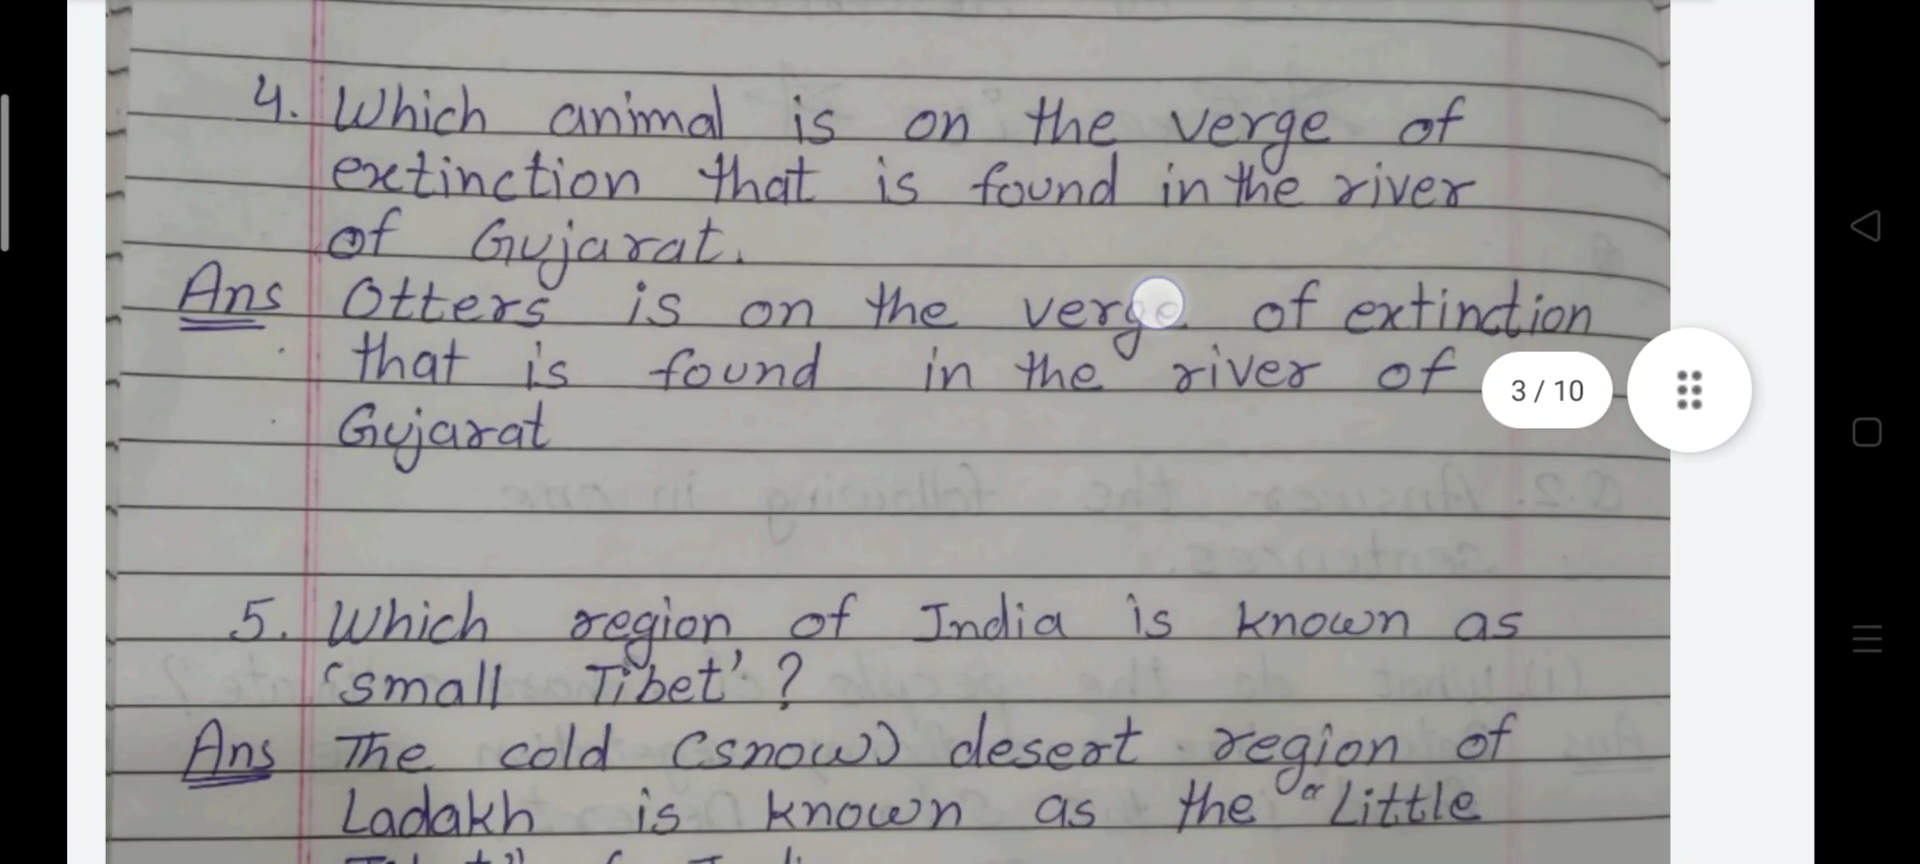 4. Which animal is on the verge of
extinction that is found in the river
of Gujarat.
Ans Otters is on the verge of extinction
that is found in the river of
Gujarat
3 / 10
5. Which region of India is known as
'small Tibet' ?
Ans The cold (snow) desert region of
Ladakh is known as the "Little